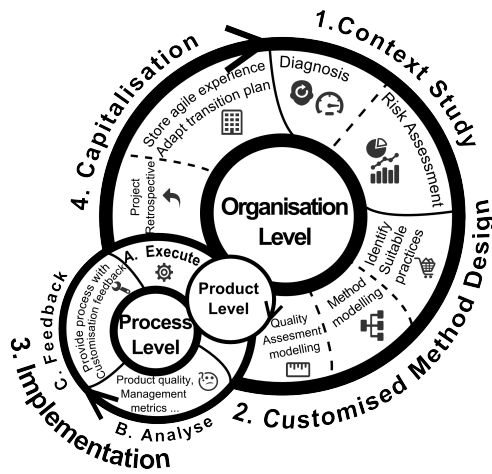 1.Context Study
Diagnosis
Risk Assessment
2. Customised Method Design
Identify
Suitable
practices
Method
modelling
Quality
Assesment
modelling
3. Implementation
A. Execute
B. Analyse
Product quality,
Management
metrics ...
C. Feedback
Provide process with
Customisation feedback
4. Capitalisation
Project
Retrospective
Store agile experience
Adapt transition plan
Organisation
Level
Product
Level
Process
Level